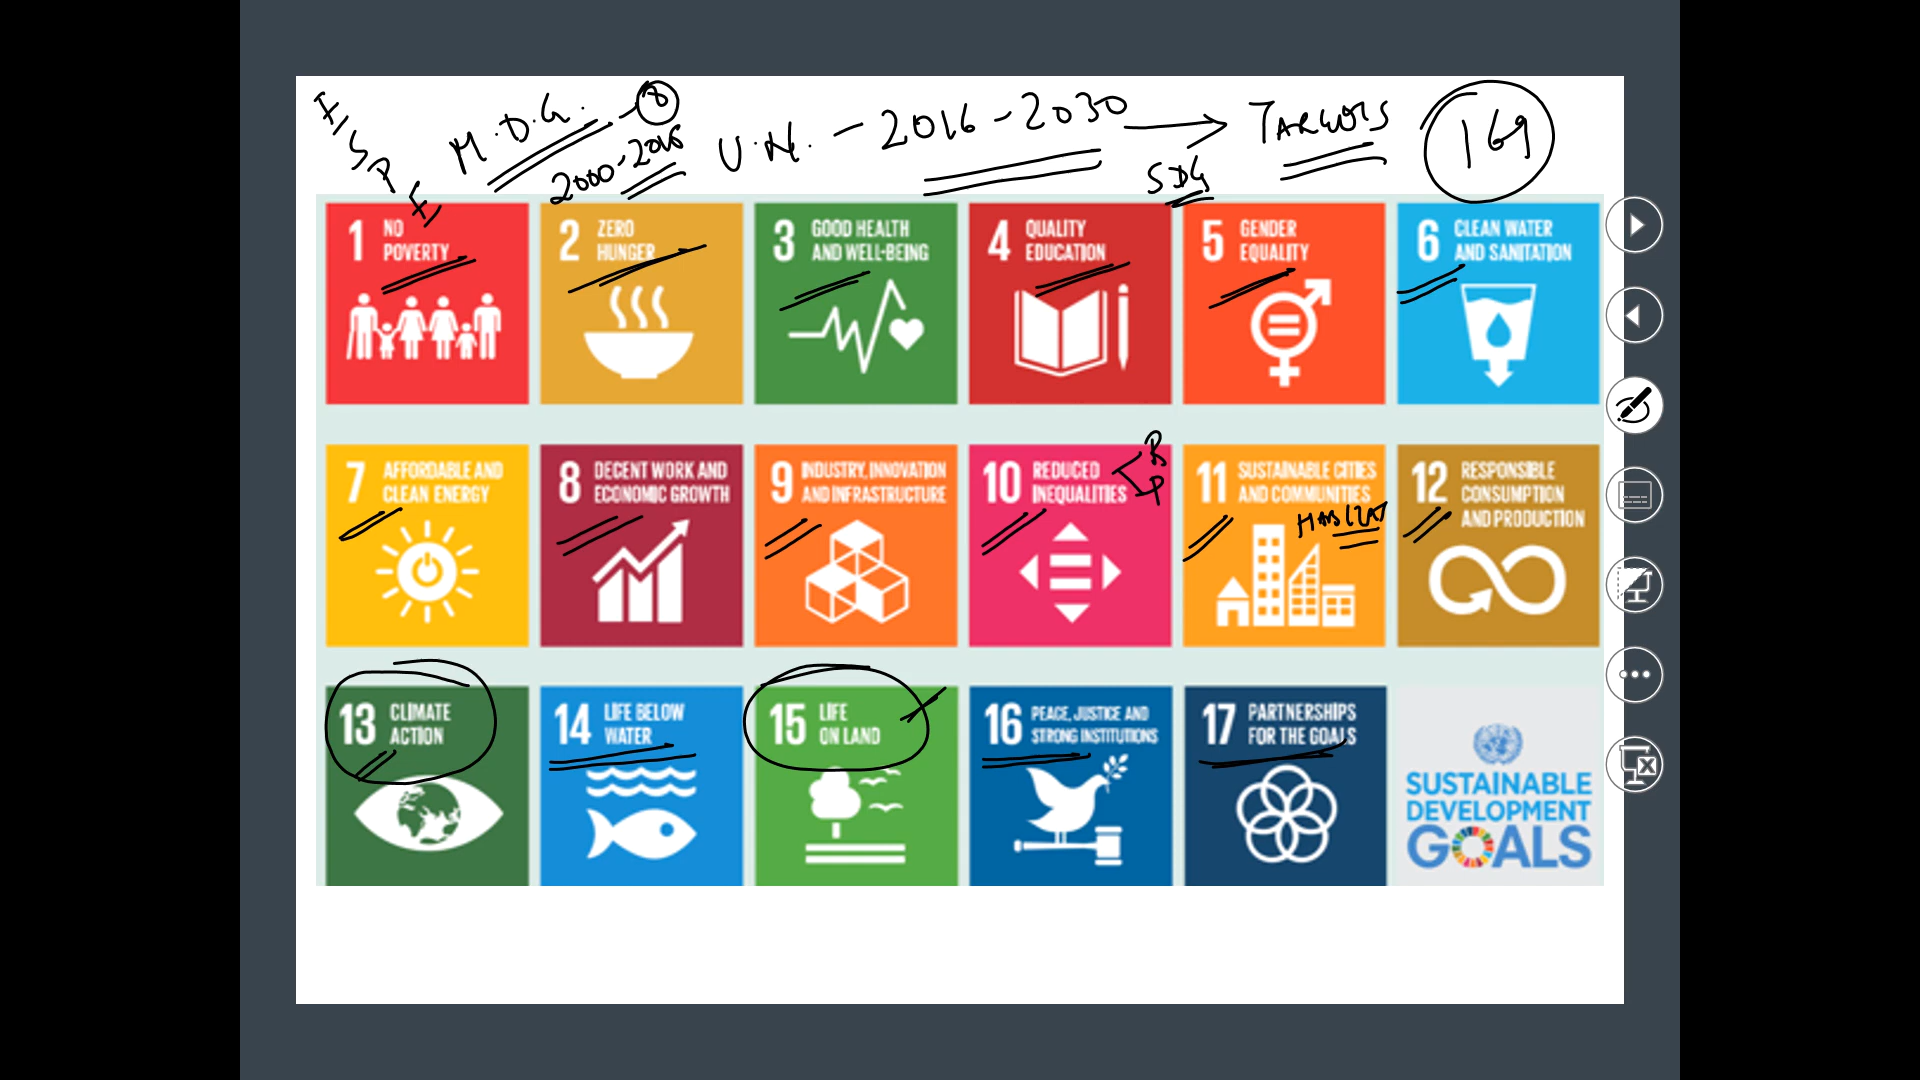 M.D.G. - 8
2000-2016
U.N. - 2016-2030 → TARGETS 169
SDG
E
S
P
E
1 NO
POVERTY
2 ZERO
HUNGER
3 GOOD HEALTH
AND WELL-BEING
4 QUALITY
EDUCATION
5 GENDER
EQUALITY
6 CLEAN WATER
AND SANITATION
7 AFFORDABLE AND
CLEAN ENERGY
8 DECENT WORK AND
ECONOMIC GROWTH
9 INDUSTRY, INNOVATION
AND INFRASTRUCTURE
10 REDUCED
INEQUALITIES
R
P
11 SUSTAINABLE CITIES
AND COMMUNITIES
HABITAT
12 RESPONSIBLE
CONSUMPTION
AND PRODUCTION
13 CLIMATE
ACTION
14 LIFE BELOW
WATER
15 LIFE
ON LAND
16 PEACE, JUSTICE AND
STRONG INSTITUTIONS
17 PARTNERSHIPS
FOR THE GOALS
SUSTAINABLE
DEVELOPMENT
GOALS